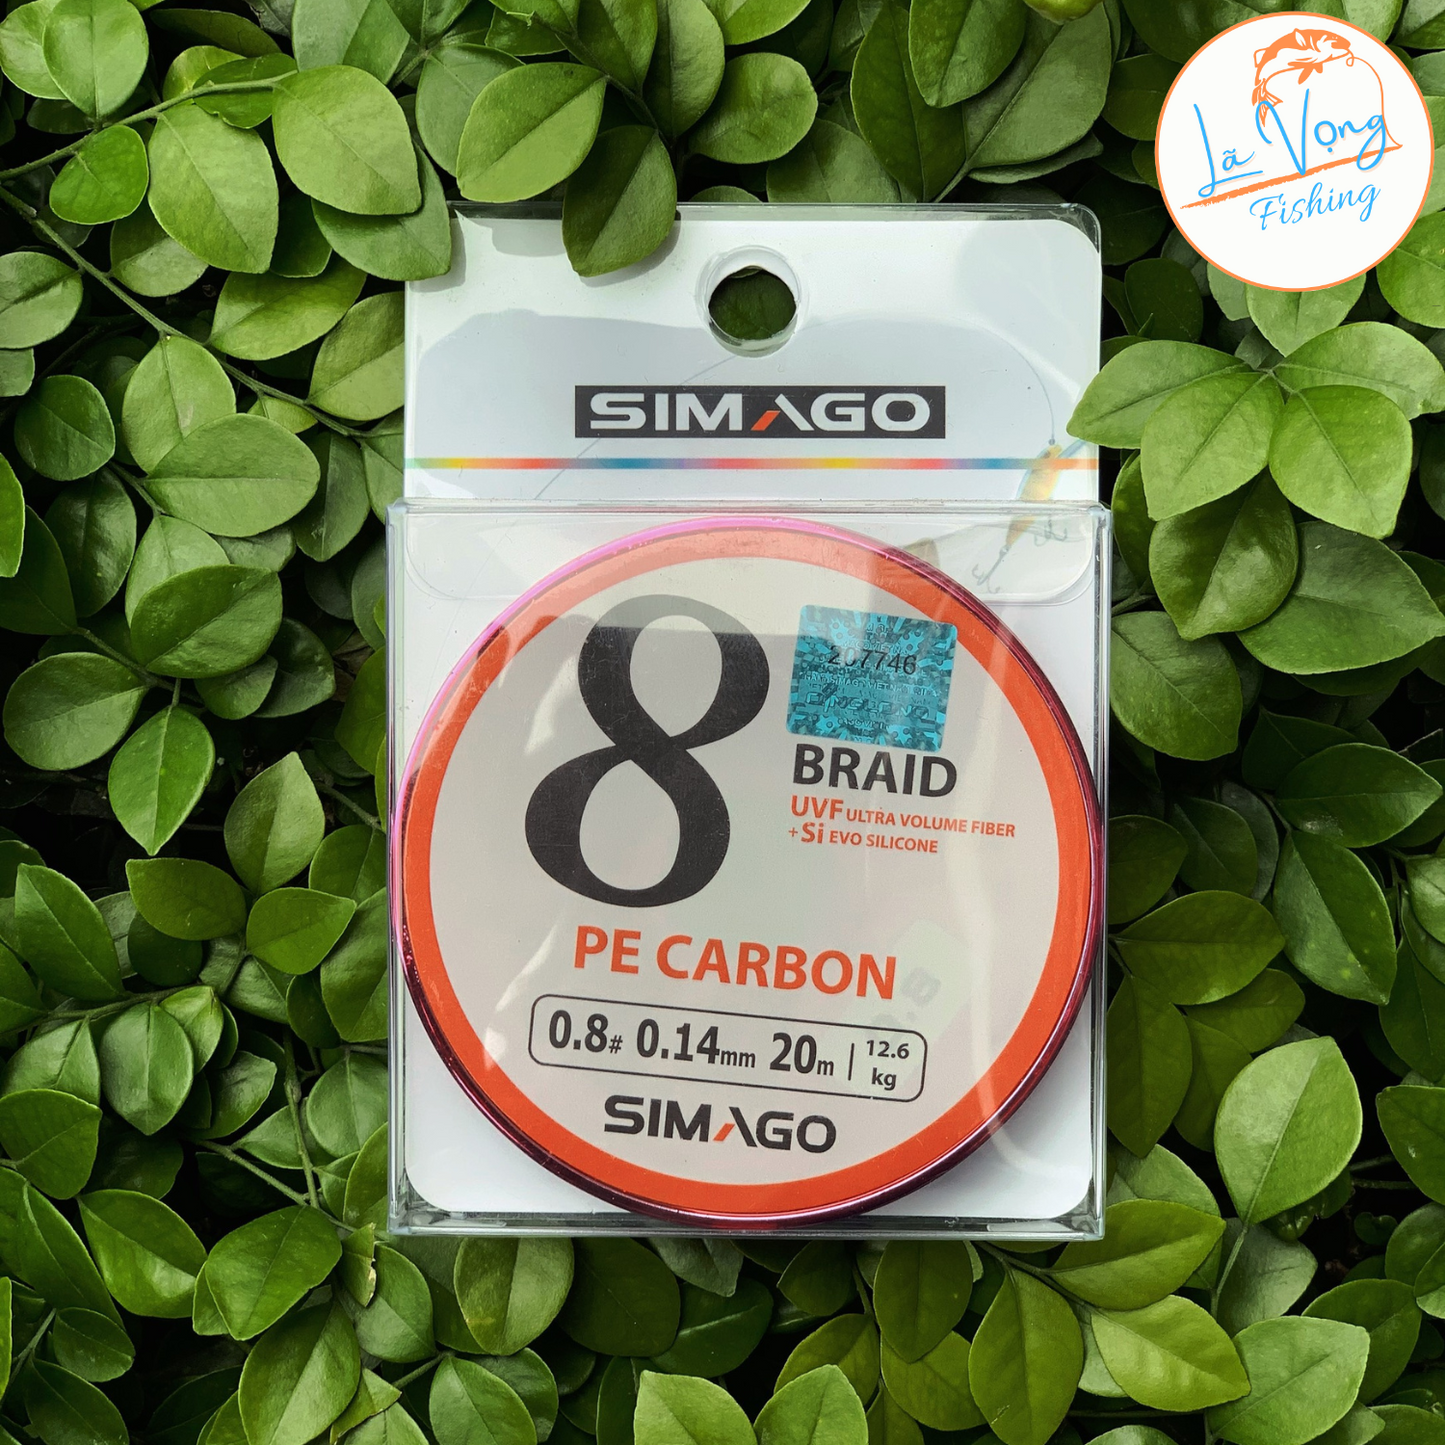 Lã Vọng
Fishing
SIMAGO
207746
8
BRAID
UVF ULTRA VOLUME FIBER
+Si EVO SILICONE
PE CARBON
0.8# 0.14mm 20m | 12.6 kg
SIMAGO